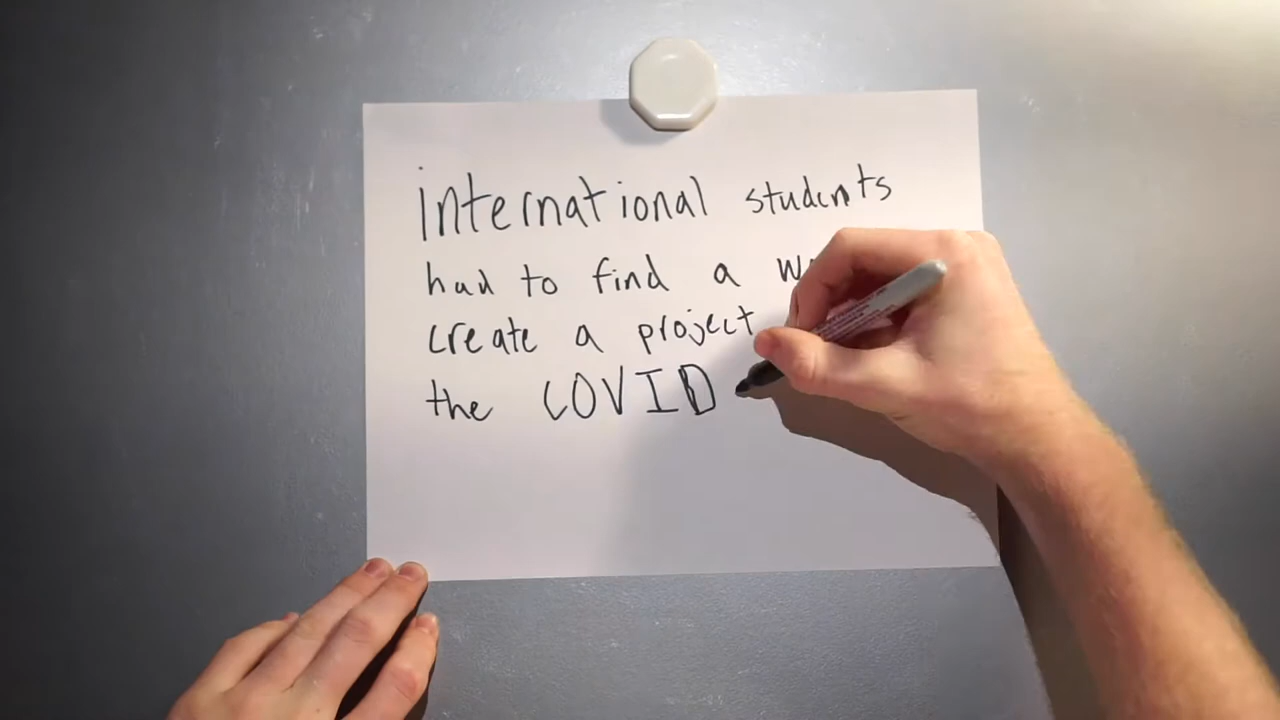 international students
had to find a
create a project
the COVID